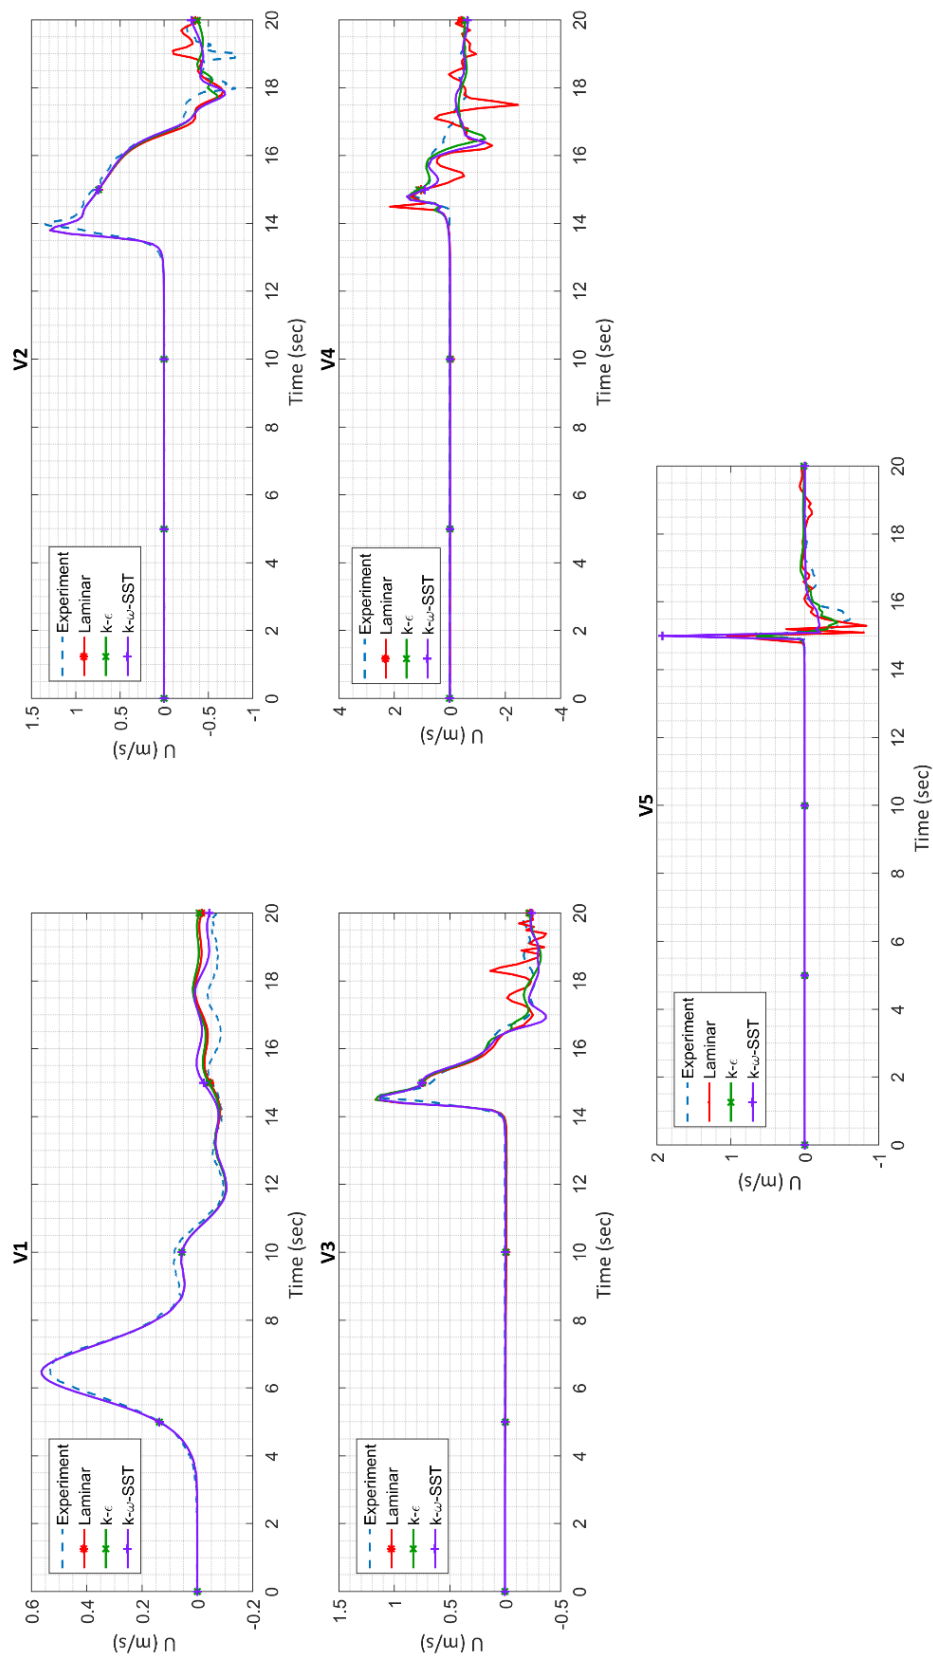 V1
U (m/s)
0.6
0.4
0.2
0
-0.2
0 2 4 6 8 10 12 14 16 18 20
Time (sec)
Experiment
Laminar
k-ϵ
k-ω-SST
V2
U (m/s)
1.5
1
0.5
0
-0.5
-1
0 2 4 6 8 10 12 14 16 18 20
Time (sec)
Experiment
Laminar
k-ϵ
k-ω-SST
V3
U (m/s)
1.5
1
0.5
0
-0.5
0 2 4 6 8 10 12 14 16 18 20
Time (sec)
Experiment
Laminar
k-ϵ
k-ω-SST
V4
U (m/s)
4
2
0
-2
-4
0 2 4 6 8 10 12 14 16 18 20
Time (sec)
Experiment
Laminar
k-ϵ
k-ω-SST
V5
U (m/s)
2
1
0
-1
0 2 4 6 8 10 12 14 16 18 20
Time (sec)
Experiment
Laminar
k-ϵ
k-ω-SST